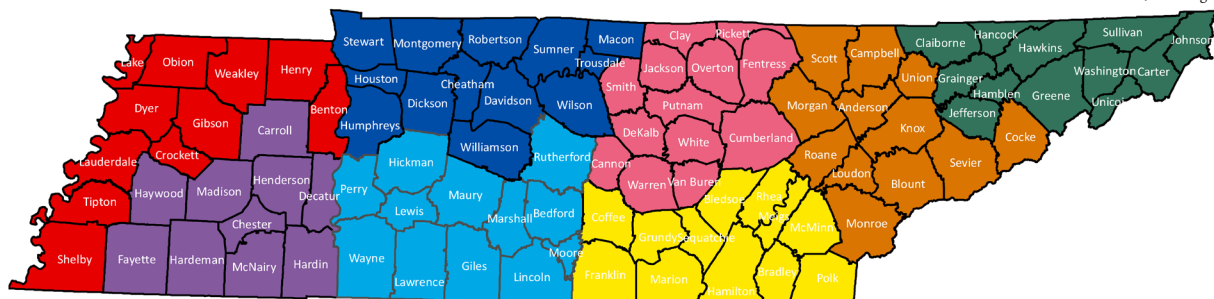 Lake
Obion
Weakley
Henry
Benton
Dyer
Gibson
Crockett
Lauderdale
Tipton
Shelby
Carroll
Haywood
Madison
Henderson
Decatur
Chester
Fayette
Hardeman
McNairy
Hardin
Stewart
Montgomery
Robertson
Sumner
Macon
Trousdale
Houston
Cheatham
Dickson
Davidson
Wilson
Humphreys
Williamson
Hickman
Rutherford
Perry
Maury
Lewis
Marshall
Bedford
Moore
Wayne
Lawrence
Giles
Lincoln
Clay
Pickett
Jackson
Overton
Fentress
Smith
Putnam
DeKalb
White
Cumberland
Cannon
Warren
Van Buren
Coffee
Grundy
Sequatchie
Bledsoe
Rhea
Meigs
McMinn
Franklin
Marion
Hamilton
Bradley
Polk
Scott
Campbell
Union
Morgan
Anderson
Knox
Roane
Loudon
Blount
Sevier
Cocke
Monroe
Claiborne
Hancock
Hawkins
Sullivan
Johnson
Grainger
Hamblen
Greene
Washington
Carter
Unicoi
Jefferson